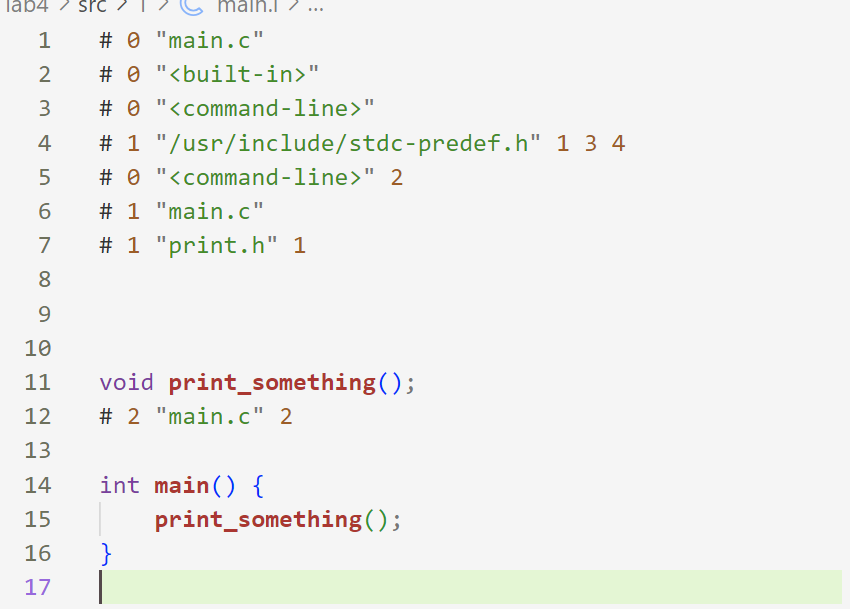 lab4 > src > 1 > main.i > ...
1 # 0 "main.c"
2 # 0 "<built-in>"
3 # 0 "<command-line>"
4 # 1 "/usr/include/stdc-predef.h" 1 3 4
5 # 0 "<command-line>" 2
6 # 1 "main.c"
7 # 1 "print.h" 1
8
9
10
11 void print_something();
12 # 2 "main.c" 2
13
14 int main() {
15 print_something();
16 }
17